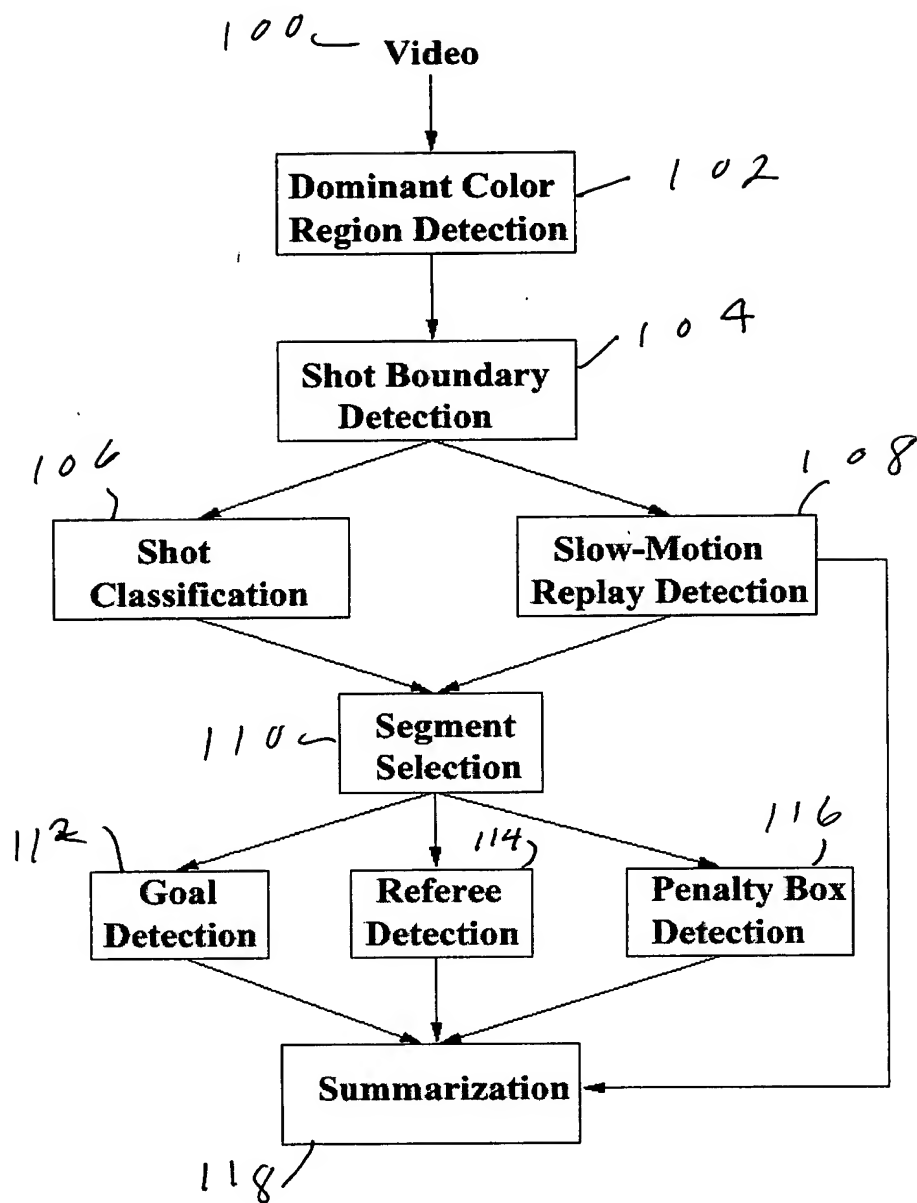 100
Video
Dominant Color
Region Detection
102
Shot Boundary
Detection
104
106
Shot
Classification
108
Slow-Motion
Replay Detection
110
Segment
Selection
112
Goal
Detection
114
Referee
Detection
116
Penalty Box
Detection
Summarization
118